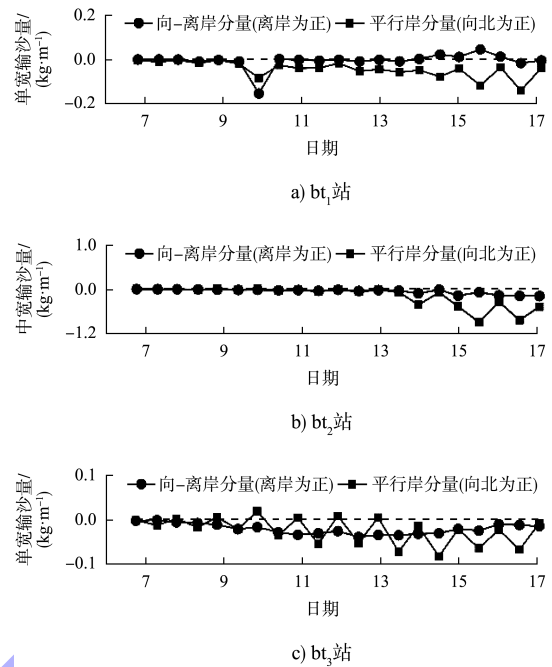 0.2
向-离岸分量(离岸为正) 平行岸分量(向北为正)
0.0
-0.2
单宽输沙量/
(kg·m⁻¹)
7 9 11 13 15 17
日期
a) bt₁站
1.0
向-离岸分量(离岸为正) 平行岸分量(向北为正)
0.0
-1.2
中宽输沙量/
(kg·m⁻¹)
7 9 11 13 15 17
日期
b) bt₂站
0.1
向-离岸分量(离岸为正) 平行岸分量(向北为正)
0.0
-0.1
单宽输沙量/
(kg·m⁻¹)
7 9 11 13 15 17
日期
c) bt₃站